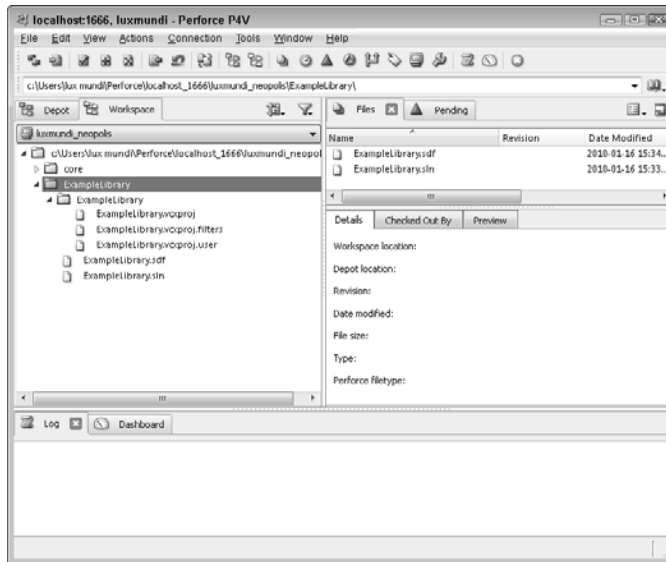 localhost:1666, luxmundi - Perforce P4V
File Edit View Actions Connection Tools Window Help
c:\Users\lux mundi\Perforce\localhost_1666\luxmundi_neopolis\ExampleLibrary\
Depot Workspace
luxmundi_neopolis
c:\Users\lux mundi\Perforce\localhost_1666\luxmundi_neopol
core
ExampleLibrary
ExampleLibrary
ExampleLibrary.vcxproj
ExampleLibrary.vcxproj.filters
ExampleLibrary.vcxproj.user
ExampleLibrary.sdf
ExampleLibrary.sln
Files Pending
Name Revision Date Modified
ExampleLibrary.sdf 2010-01-16 15:34..
ExampleLibrary.sln 2010-01-16 15:33..
Details Checked Out By Preview
Workspace location:
Depot location:
Revision:
Date modified:
File size:
Type:
Perforce filetype:
Log Dashboard